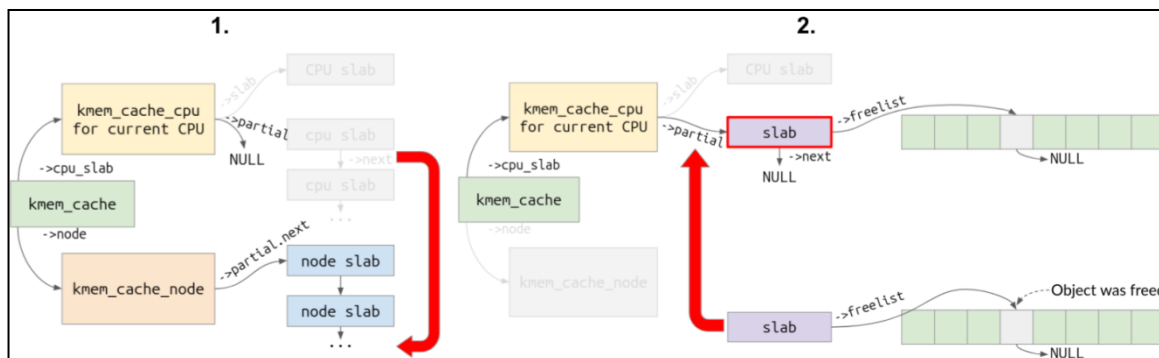 1.
CPU slab
->slab
kmem_cache_cpu
for current CPU
->partial
cpu slab
NULL
->next
->cpu_slab
cpu slab
kmem_cache
...
->node
->partial.next
node slab
kmem_cache_node
node slab
...
2.
CPU slab
->slab
kmem_cache_cpu
for current CPU
->partial
slab
->freelist
NULL
->next
NULL
->cpu_slab
kmem_cache
kmem_cache_node
Object was freed
->freelist
slab
NULL